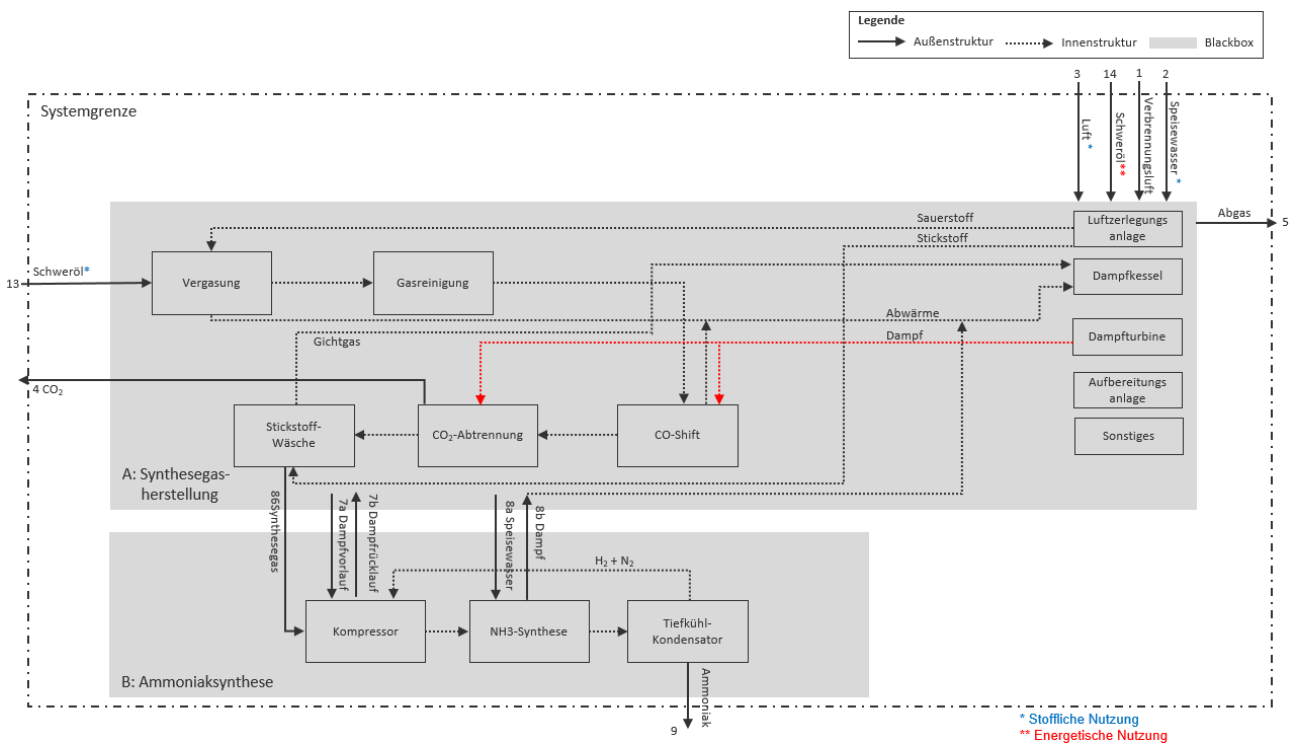 Legende
Außenstruktur
Innenstruktur
Blackbox
3
14
1
2
Systemgrenze
Luft *
Schweröl**
Verbrennungsluft
Speisewasser *
Sauerstoff
Stickstoff
Luftzerlegungs
anlage
Abgas
5
13
Schweröl*
Vergasung
Gasreinigung
Dampfkessel
Abwärme
Gichtgas
Dampf
Dampfturbine
4 CO₂
Aufbereitungs
anlage
Stickstoff-
Wäsche
CO₂-Abtrennung
CO-Shift
Sonstiges
A: Synthesegas-
herstellung
86Synthesegas
7a Dampfvorlauf
7b Dampfrücklauf
8a Speisewasser
8b Dampf
H₂ + N₂
Kompressor
NH3-Synthese
Tiefkühl-
Kondensator
B: Ammoniaksynthese
Ammoniak
9
* Stoffliche Nutzung
** Energetische Nutzung